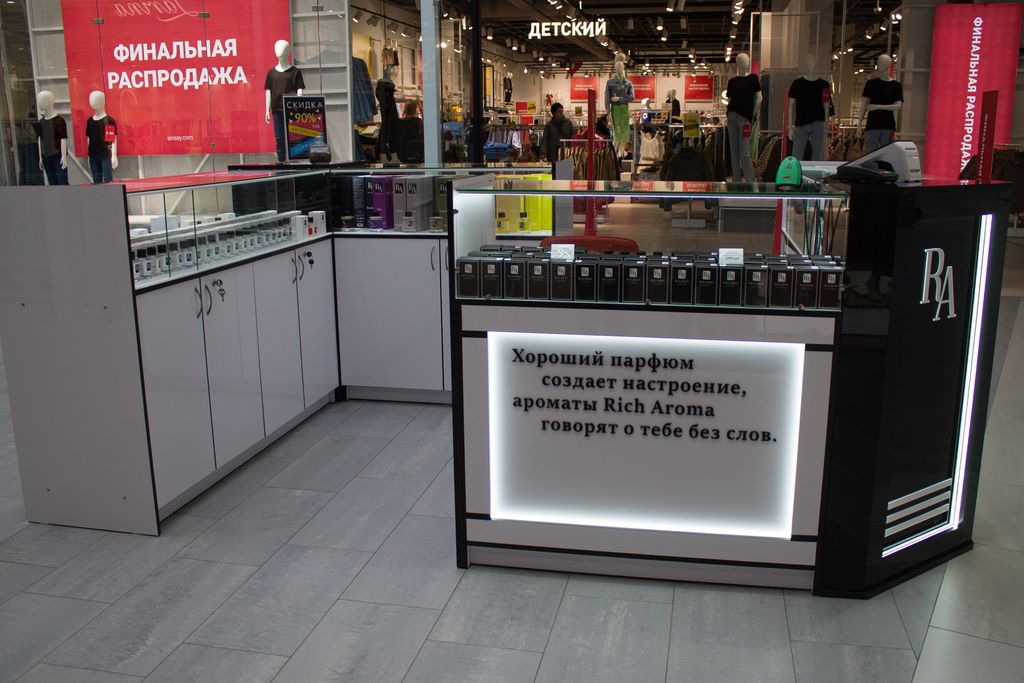 ФИНАЛЬНАЯ
РАСПРОДАЖА
sinsay.com
ДЕТСКИЙ
ФИНАЛЬНАЯ РАСПРОДАЖА
СКИДКА
90%
RA
Хороший парфюм
создает настроение,
ароматы Rich Aroma
говорят о тебе без слов.